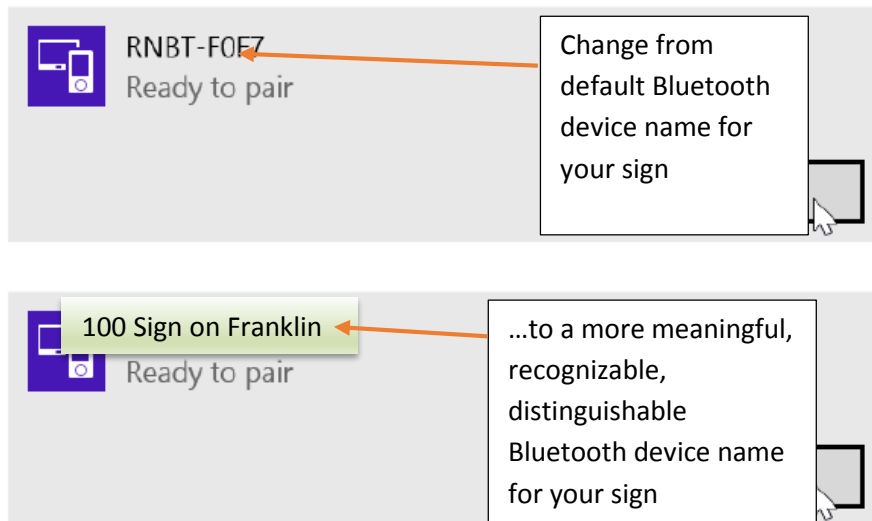 RNBT-F0F7
Ready to pair
Change from
default Bluetooth
device name for
your sign
100 Sign on Franklin
Ready to pair
…to a more meaningful,
recognizable,
distinguishable
Bluetooth device name
for your sign